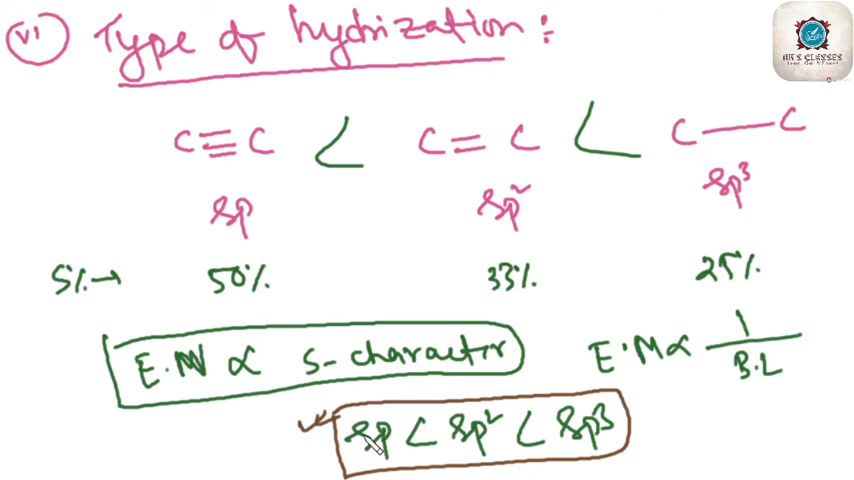 (vi) Type of hydrization :
C≡C < C=C < C—C
sp sp² sp³
S%→ 50% 33% 25%
E.N ∝ s-character
E.M ∝ 1/B.L
sp < sp² < sp3